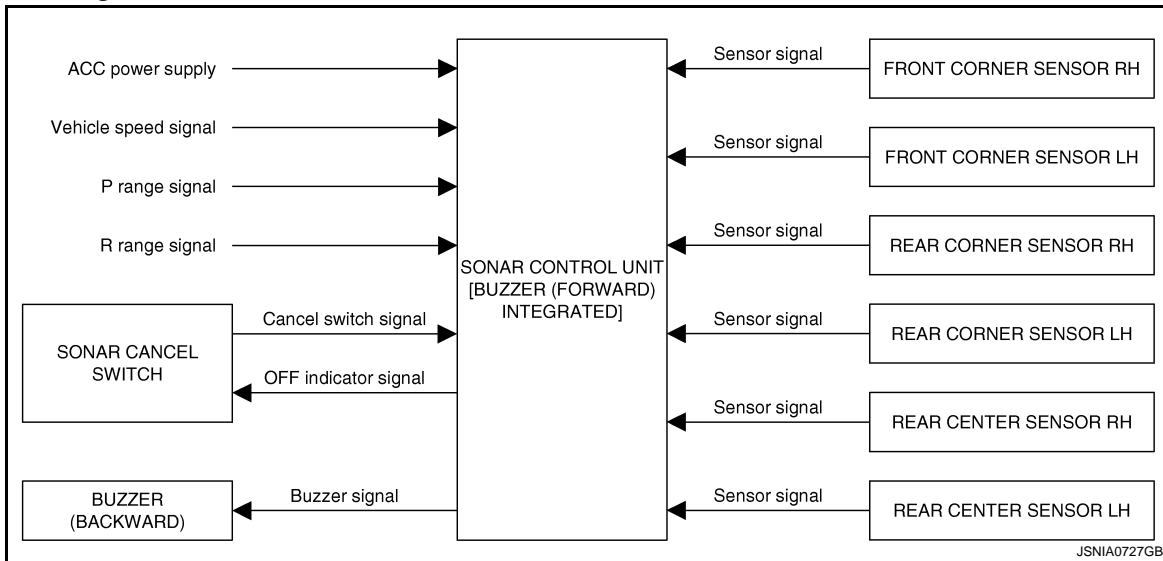 ACC power supply
Vehicle speed signal
P range signal
R range signal
SONAR CANCEL
SWITCH
Cancel switch signal
OFF indicator signal
BUZZER
(BACKWARD)
Buzzer signal
SONAR CONTROL UNIT
[BUZZER (FORWARD)
INTEGRATED]
Sensor signal
FRONT CORNER SENSOR RH
Sensor signal
FRONT CORNER SENSOR LH
Sensor signal
REAR CORNER SENSOR RH
Sensor signal
REAR CORNER SENSOR LH
Sensor signal
REAR CENTER SENSOR RH
Sensor signal
REAR CENTER SENSOR LH
JSNIA0727GB